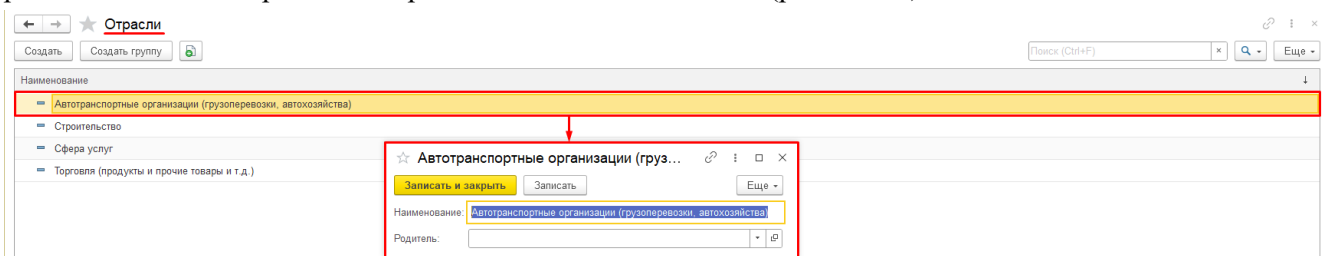 Отрасли
Создать Создать группу Поиск (Ctrl+F) × Еще
Наименование ↓
Автотранспортные организации (грузоперевозки, автохозяйства)
Строительство
Сфера услуг
Торговля (продукты и прочие товары и т.д.)
Автотранспортные организации (груз...
Записать и закрыть Записать Еще
Наименование: Автотранспортные организации (грузоперевозки, автохозяйства)
Родитель: